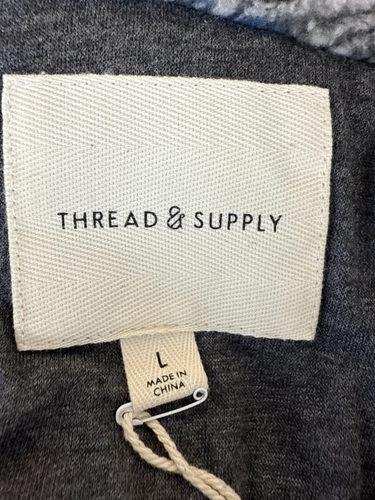 THREAD & SUPPLY
L
MADE IN
CHINA